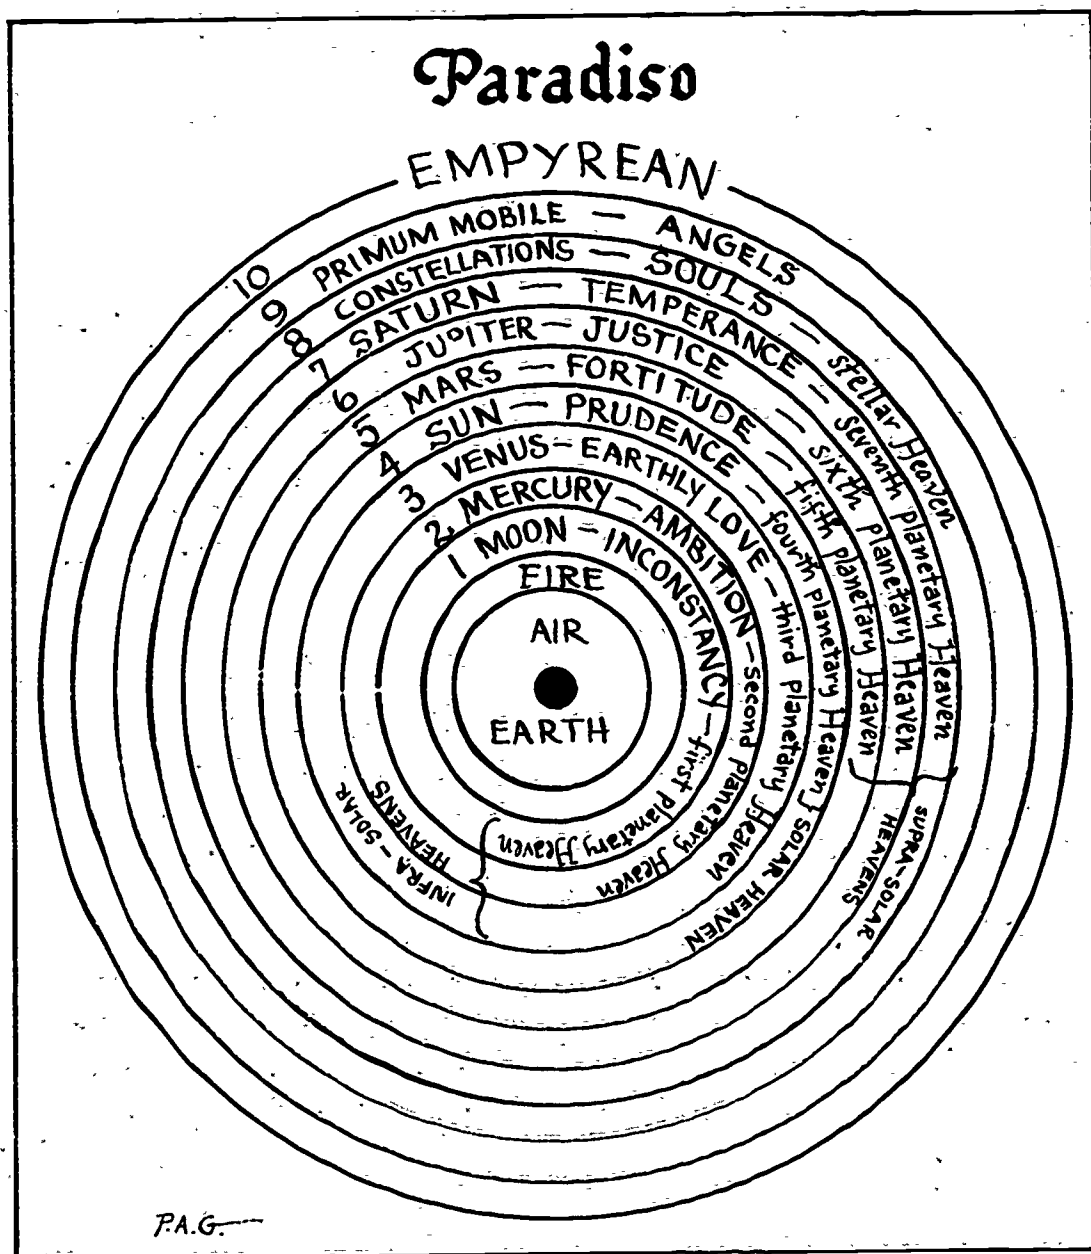 Paradiso
EMPYREAN
10
9 PRIMUM MOBILE — ANGELS
8 CONSTELLATIONS — SOULS — stellar Heaven
7 SATURN — TEMPERANCE — seventh planetary Heaven
6 JUPITER — JUSTICE — sixth planetary Heaven
5 MARS — FORTITUDE — fifth planetary Heaven
4 SUN — PRUDENCE — fourth planetary Heaven } SOLAR HEAVEN
3 VENUS — EARTHLY LOVE — third planetary Heaven
2 MERCURY — AMBITION — second planetary Heaven
1 MOON — INCONSTANCY — first planetary Heaven
FIRE
AIR
EARTH
INFRA-SOLAR
HEAVENS
SUPRA-SOLAR
HEAVENS
P.A.G.